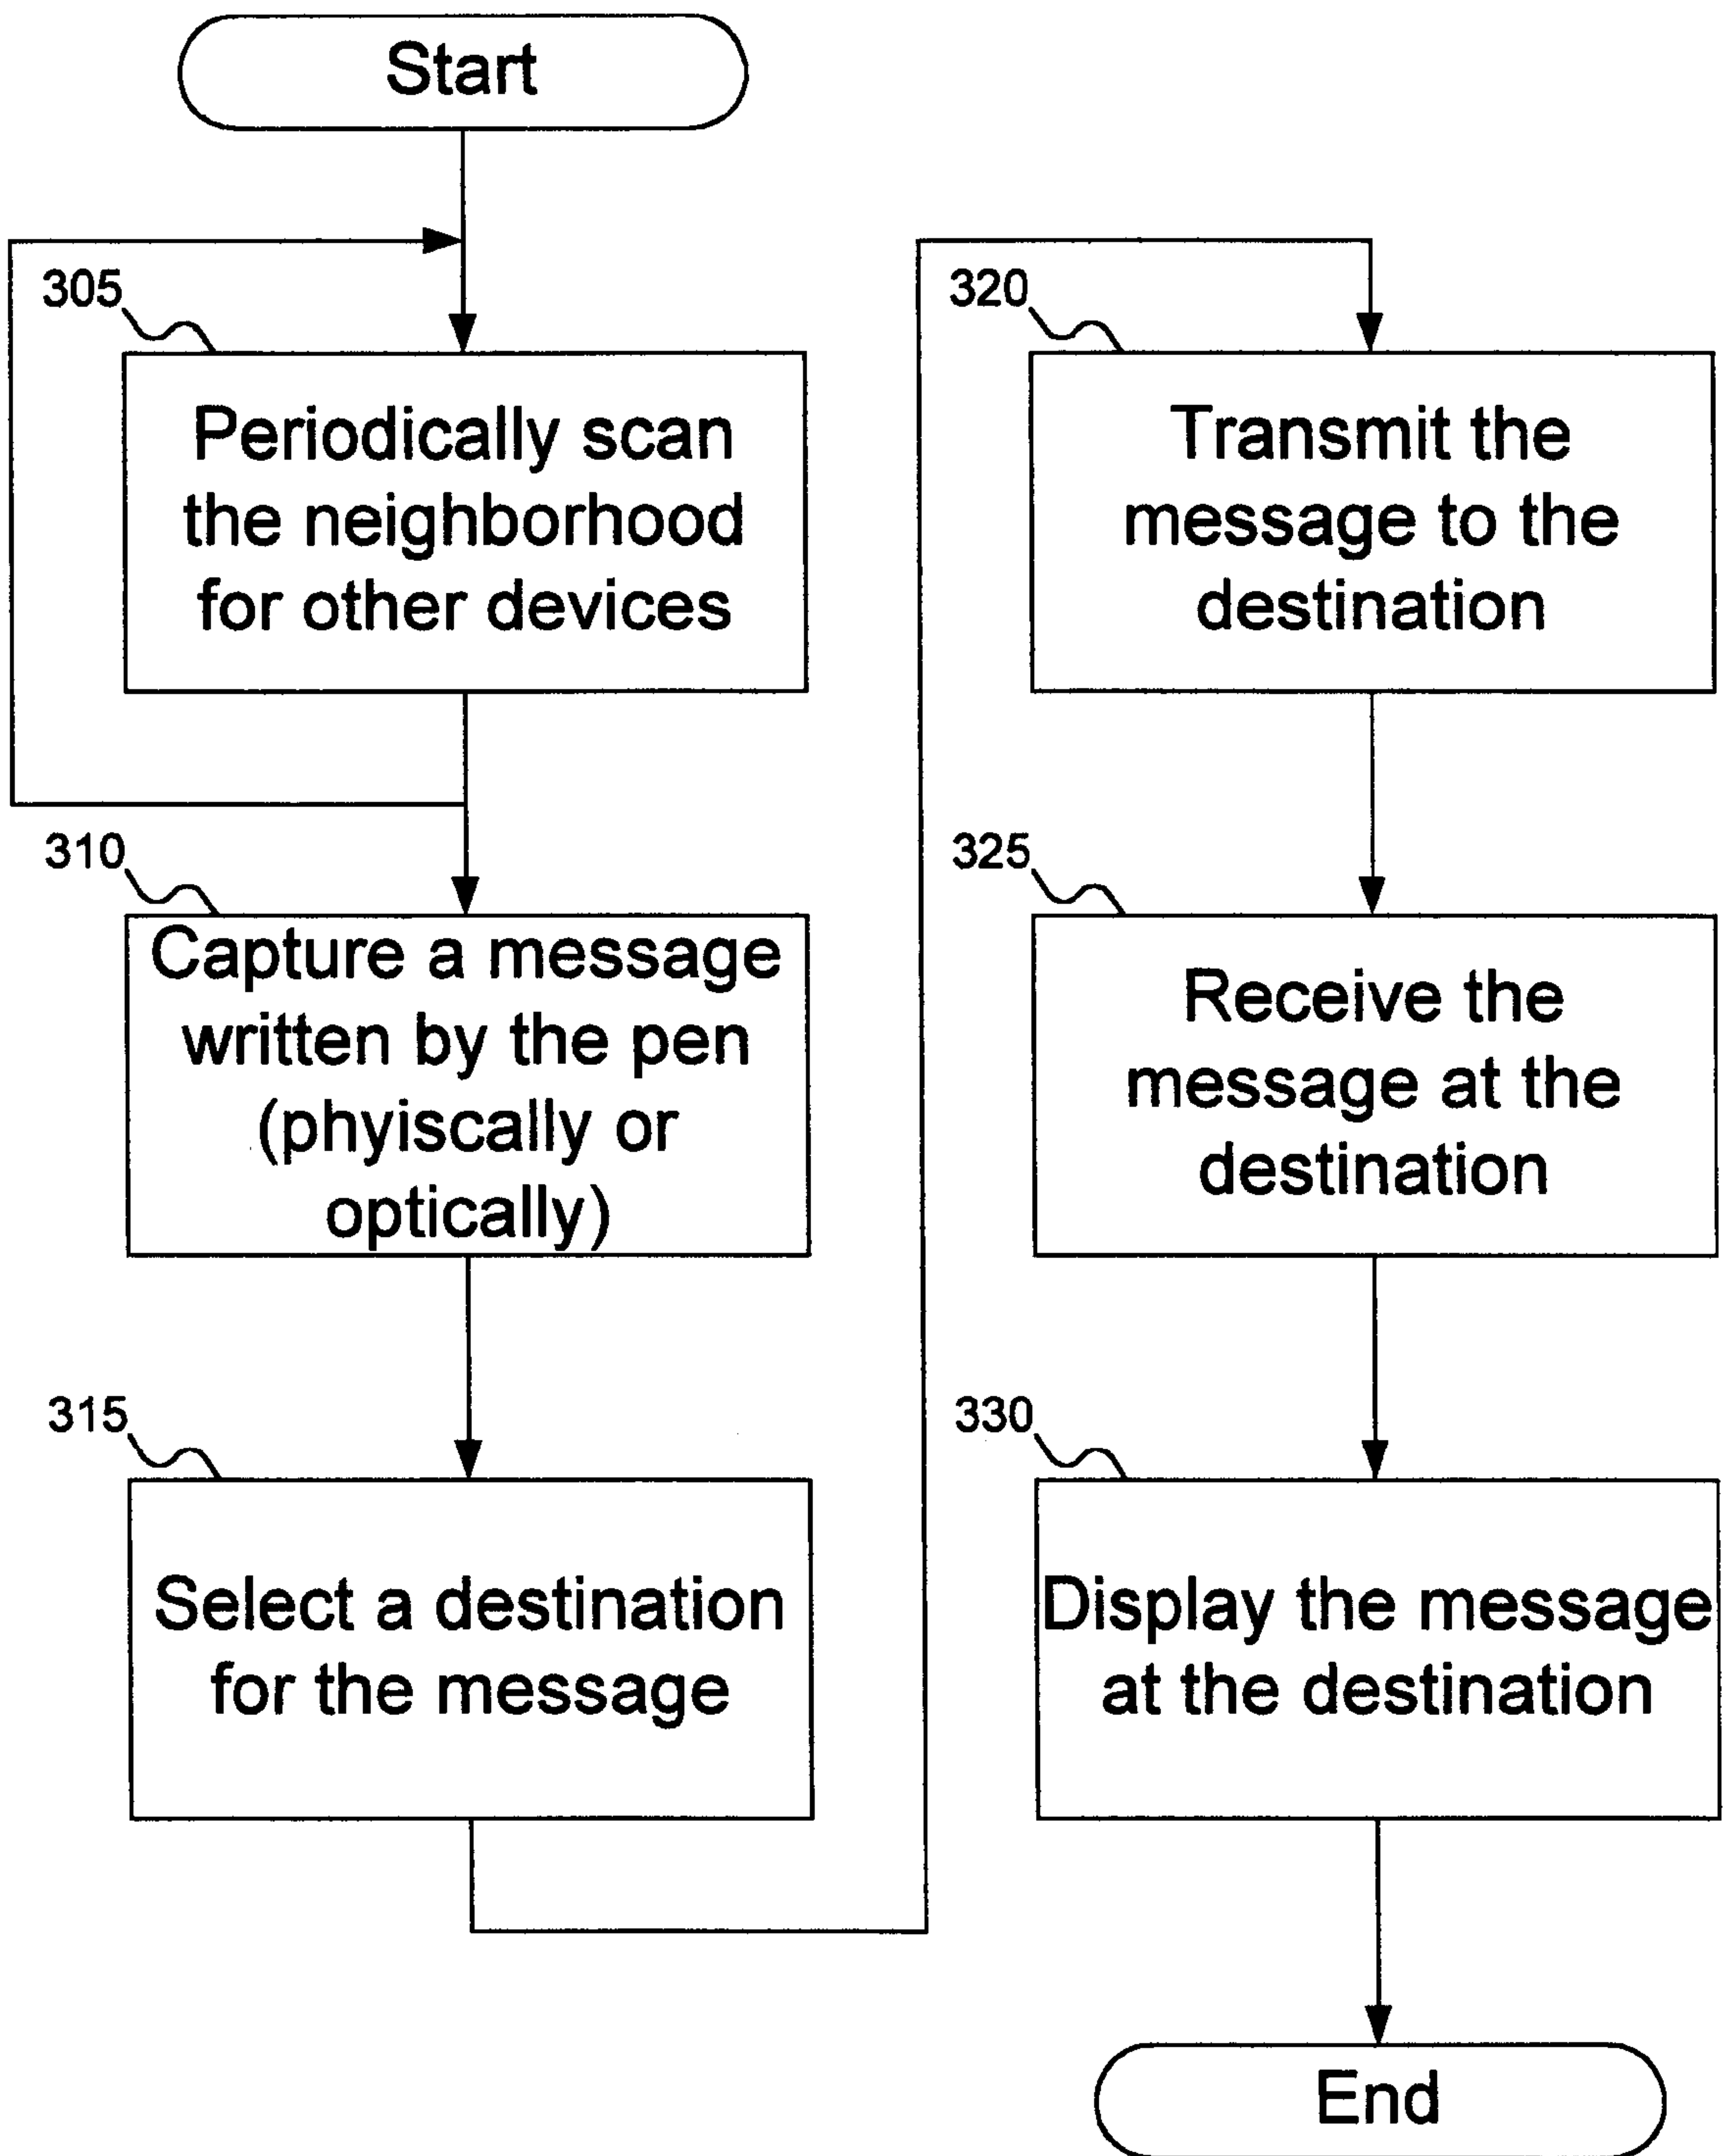 Start
305
Periodically scan
the neighborhood
for other devices
310
Capture a message
written by the pen
(phyiscally or
optically)
315
Select a destination
for the message
320
Transmit the
message to the
destination
325
Receive the
message at the
destination
330
Display the message
at the destination
End